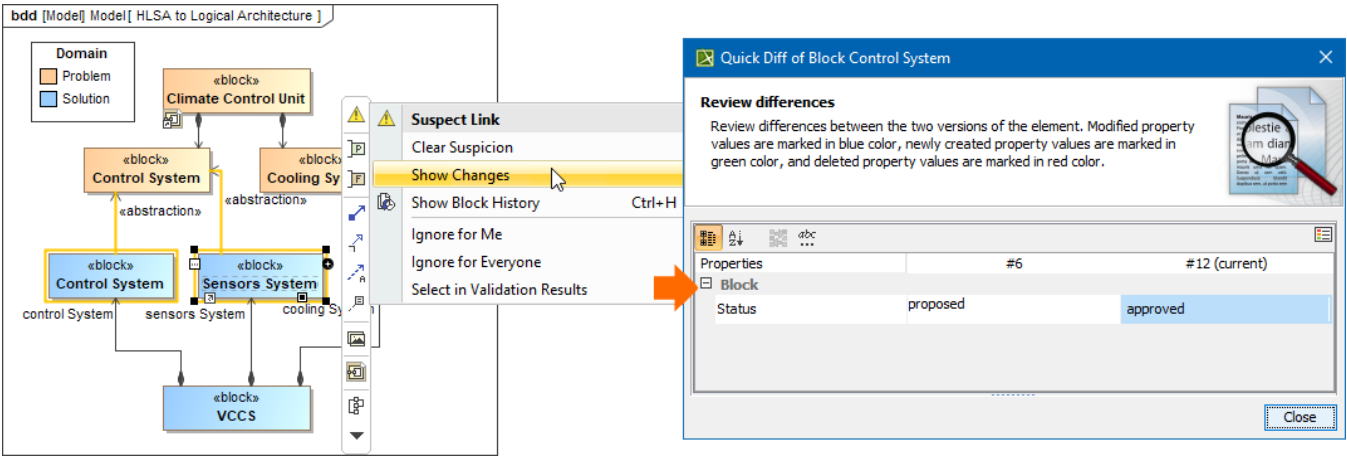 bdd [Model] Model[ HLSA to Logical Architecture ]
Domain
Problem
Solution
«block»
Climate Control Unit
«block»
Control System
«block»
Cooling Sy
«abstraction»
«abstraction»
«block»
Control System
«block»
Sensors System
control System
sensors System
cooling Sy
«block»
VCCS
P
F
A
Suspect Link
Clear Suspicion
Show Changes
Show Block History Ctrl+H
Ignore for Me
Ignore for Everyone
Select in Validation Results
Quick Diff of Block Control System
Review differences
Review differences between the two versions of the element. Modified property
values are marked in blue color, newly created property values are marked in
green color, and deleted property values are marked in red color.
Properties #6 #12 (current)
Block
Status proposed approved
Close